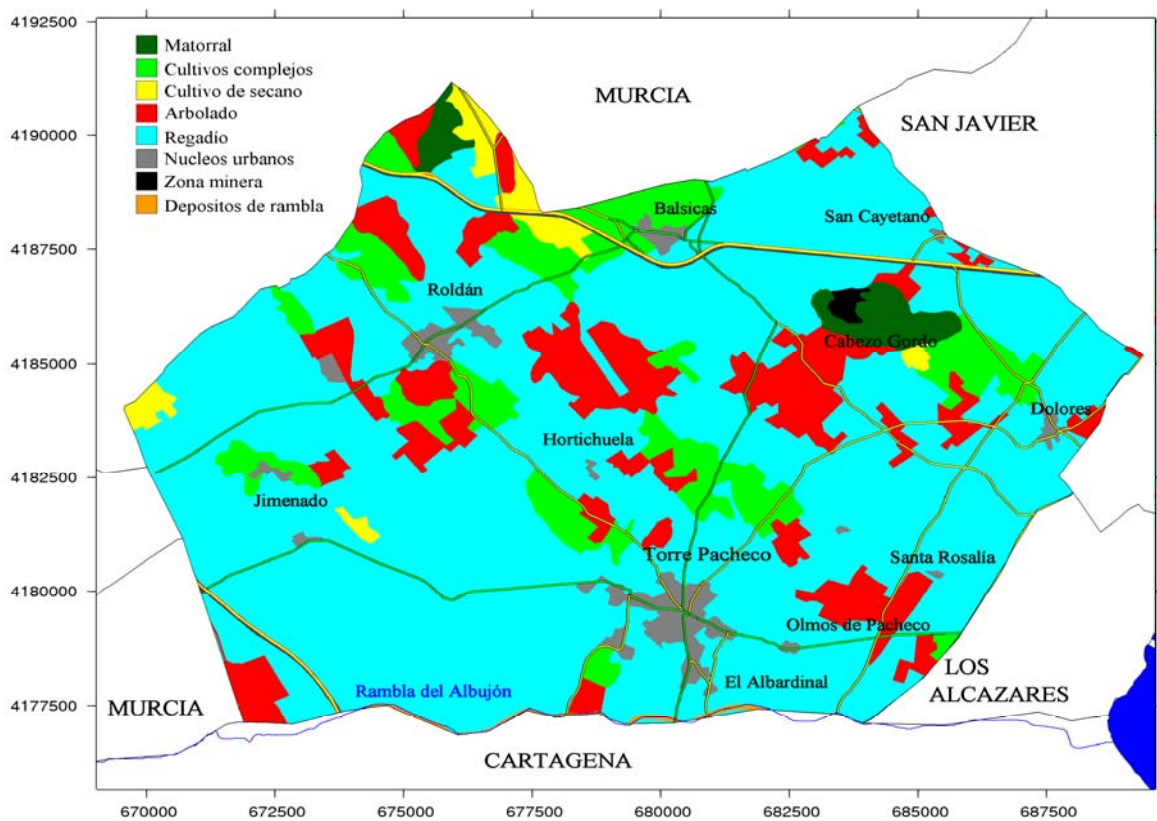 4192500
4190000
4187500
4185000
4182500
4180000
4177500
Matorral
Cultivos complejos
Cultivo de secano
Arbolado
Regadío
Nucleos urbanos
Zona minera
Depositos de rambla
MURCIA
SAN JAVIER
Balsicas
San Cayetano
Roldán
Cabezo Gordo
Dolores
Hortichuela
Jimenado
Torre Pacheco
Santa Rosalía
Olmos de Pacheco
El Albardinal
LOS
ALCAZARES
Rambla del Albujón
MURCIA
CARTAGENA
670000 672500 675000 677500 680000 682500 685000 687500